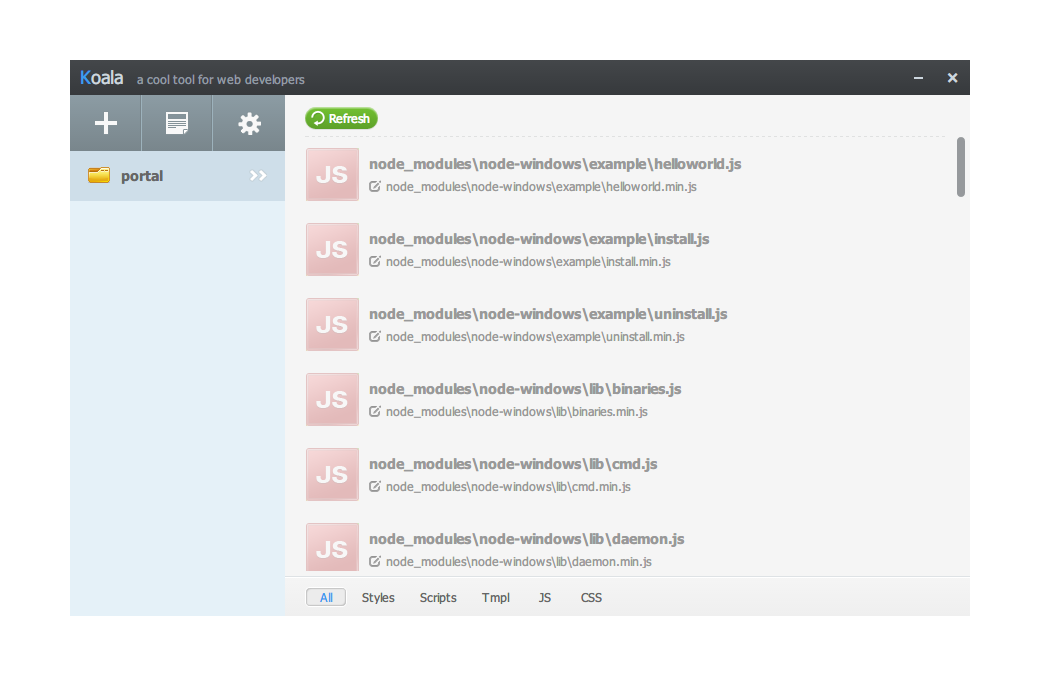 Koala a cool tool for web developers
Refresh
portal
JS node_modules\node-windows\example\helloworld.js
node_modules\node-windows\example\helloworld.min.js
JS node_modules\node-windows\example\install.js
node_modules\node-windows\example\install.min.js
JS node_modules\node-windows\example\uninstall.js
node_modules\node-windows\example\uninstall.min.js
JS node_modules\node-windows\lib\binaries.js
node_modules\node-windows\lib\binaries.min.js
JS node_modules\node-windows\lib\cmd.js
node_modules\node-windows\lib\cmd.min.js
JS node_modules\node-windows\lib\daemon.js
node_modules\node-windows\lib\daemon.min.js
All Styles Scripts Tmpl JS CSS